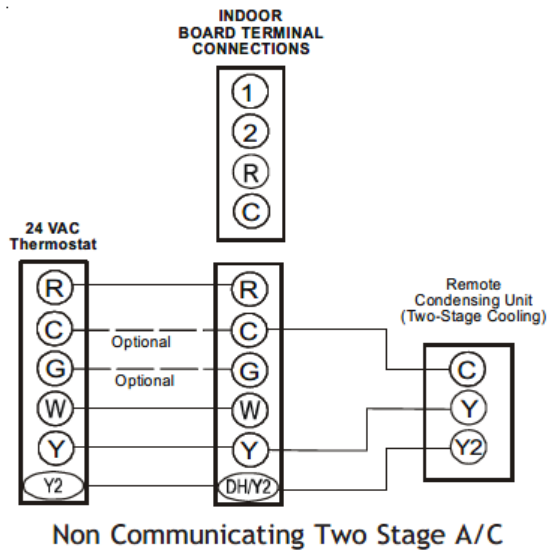 INDOOR
BOARD TERMINAL
CONNECTIONS
1
2
R
C
24 VAC
Thermostat
R
C
G
W
Y
Y2
Optional
Optional
R
C
G
W
Y
DH/Y2
Remote
Condensing Unit
(Two-Stage Cooling)
C
Y
Y2
Non Communicating Two Stage A/C